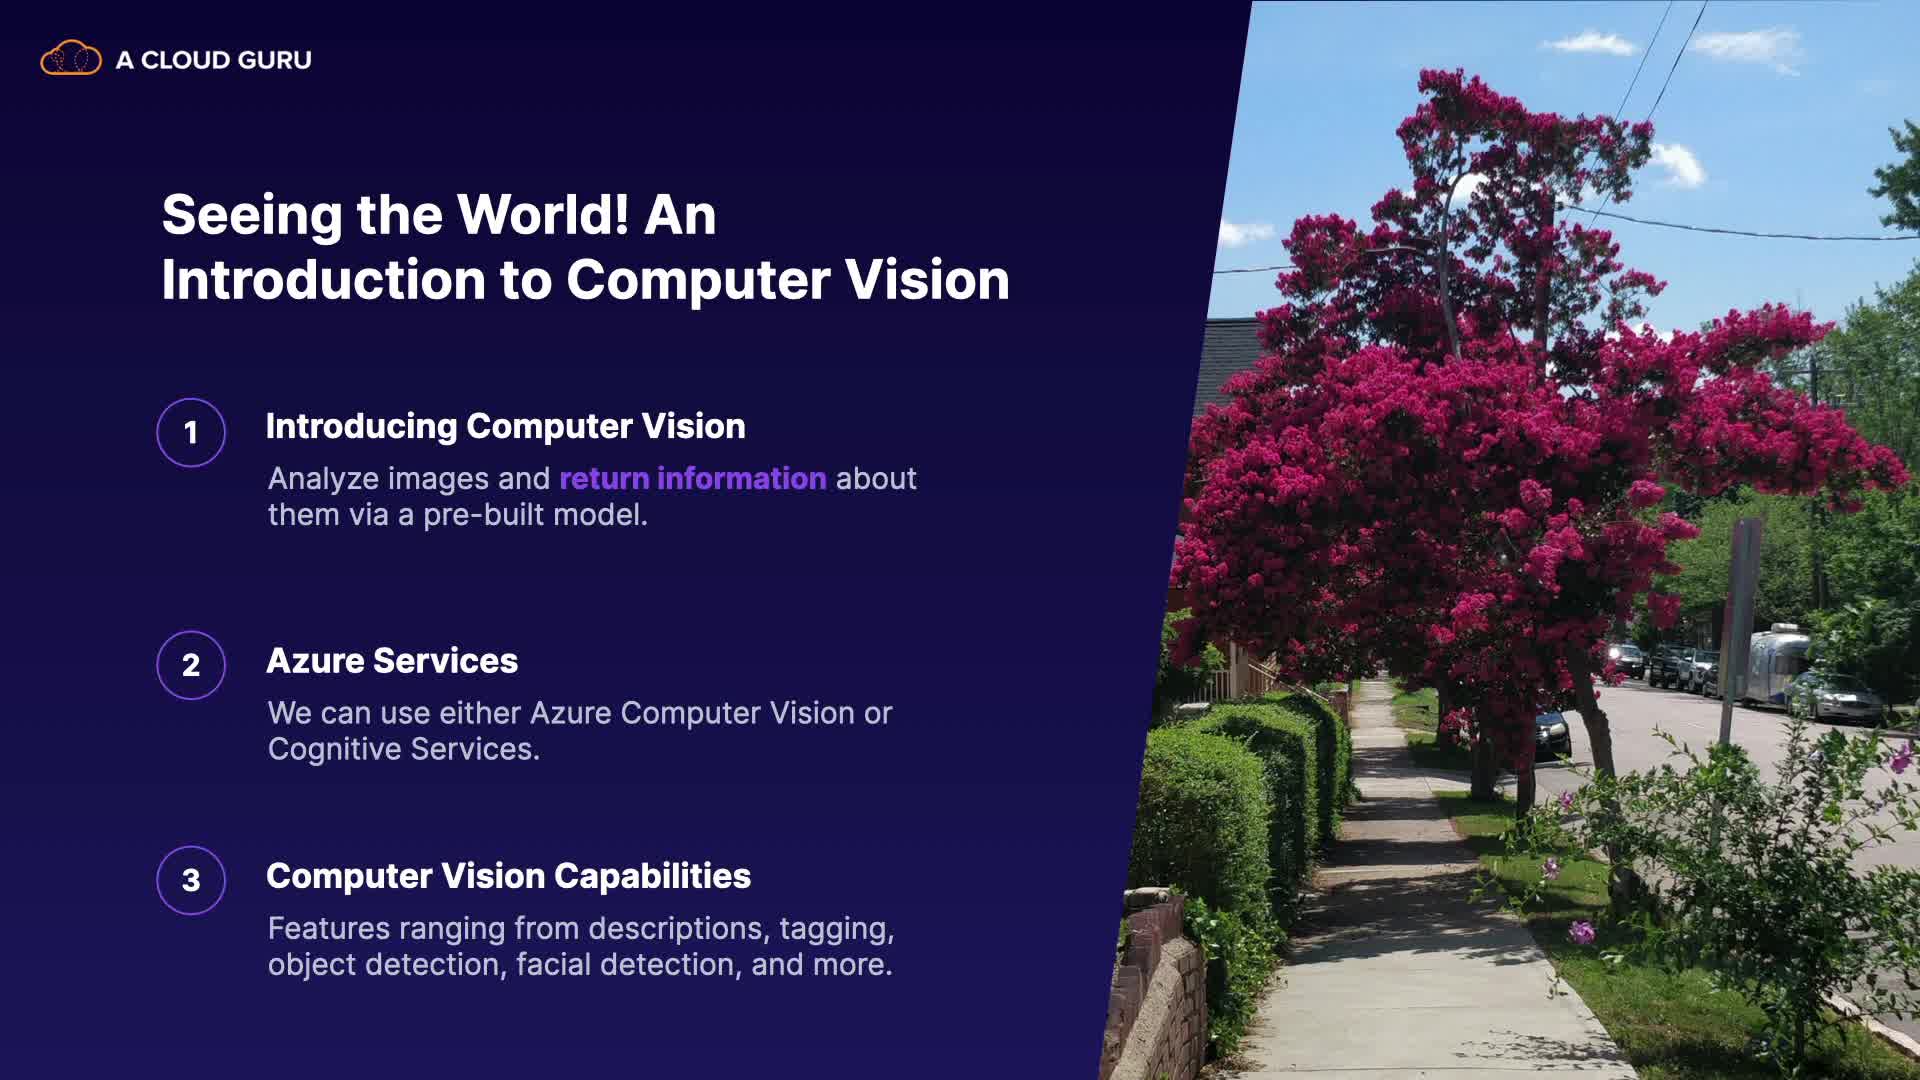 A CLOUD GURU
Seeing the World! An
Introduction to Computer Vision
1
Introducing Computer Vision
Analyze images and return information about
them via a pre-built model.
2
Azure Services
We can use either Azure Computer Vision or
Cognitive Services.
3
Computer Vision Capabilities
Features ranging from descriptions, tagging,
object detection, facial detection, and more.